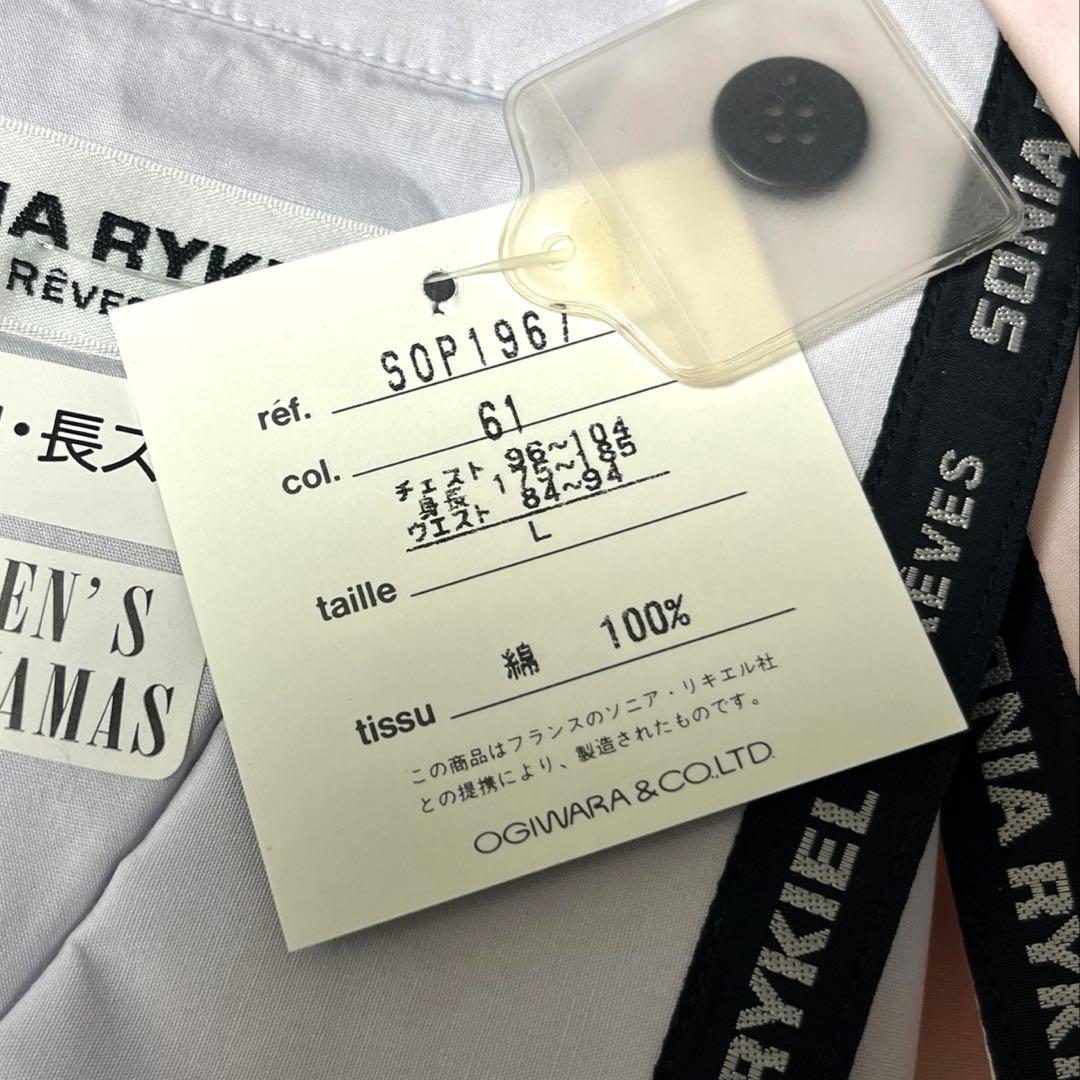 IA RYKI
RÊVES
・長ズ
EN'S
AMAS
réf. SOP1967
col. 61
チェスト 96~104
身長 175~185
ウエスト 84~94
taille L
tissu 綿 100%
この商品はフランスのソニア・リキエル社
との提携により、製造されたものです。
OGIWARA & CO.,LTD.
SONIA
RÊVES
RYKIEL
NIA RYK